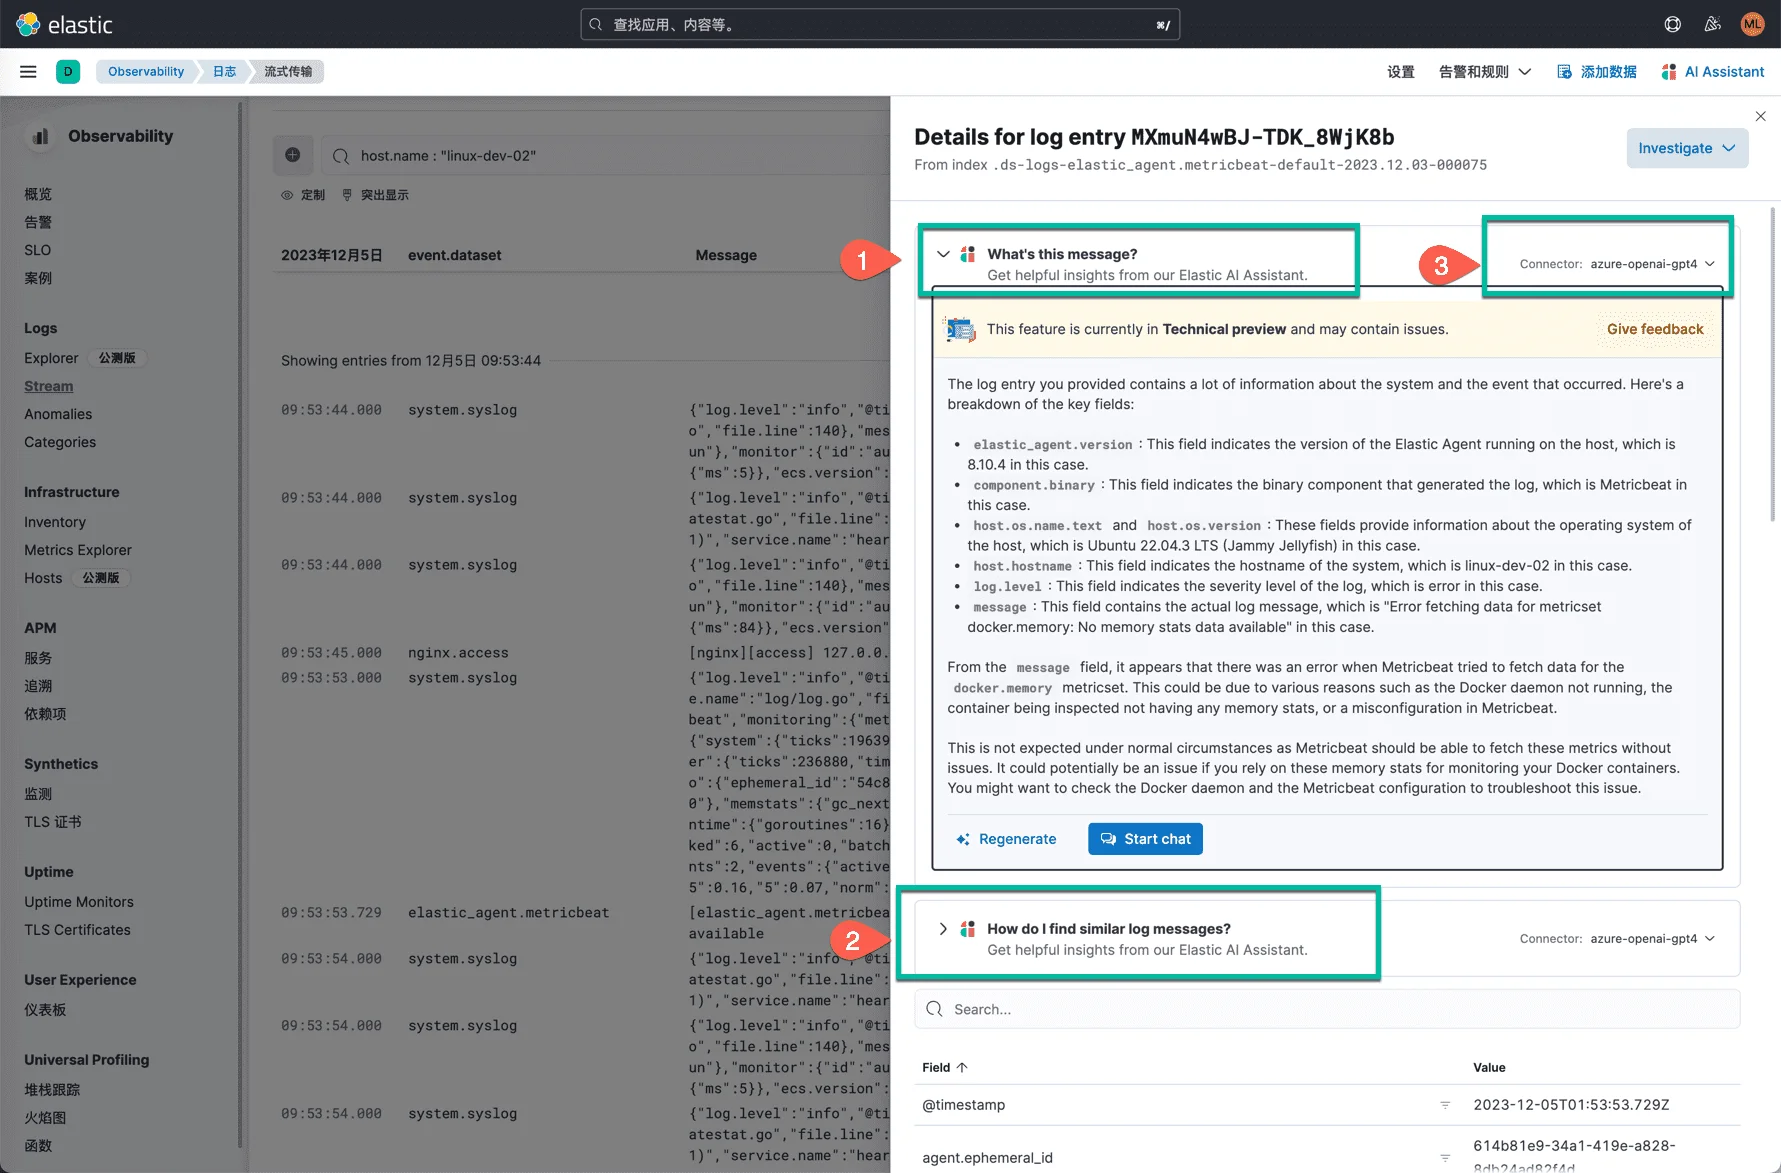 elastic
查找应用、内容等。
⌘/
ML
D
Observability
日志
流式传输
设置
告警和规则
添加数据
AI Assistant
Observability
概览
告警
SLO
案例
Logs
Explorer 公测版
Stream
Anomalies
Categories
Infrastructure
Inventory
Metrics Explorer
Hosts 公测版
APM
服务
追溯
依赖项
Synthetics
监测
TLS 证书
Uptime
Uptime Monitors
TLS Certificates
User Experience
仪表板
Universal Profiling
堆栈跟踪
火焰图
函数
host.name : "linux-dev-02"
定制
突出显示
2023年12月5日 event.dataset Message
Showing entries from 12月5日 09:53:44
09:53:44.000 system.syslog {"log.level":"info","@ti
o","file.line":140},"mes
un"},"monitor":{"id":"au
{"ms":5}},"ecs.version":
09:53:44.000 system.syslog {"log.level":"info","@ti
atestat.go","file.line":
1)","service.name":"hear
09:53:44.000 system.syslog {"log.level":"info","@ti
o","file.line":140},"mes
un"},"monitor":{"id":"au
{"ms":84}},"ecs.version"
09:53:45.000 nginx.access [nginx][access] 127.0.0.
09:53:53.000 system.syslog {"log.level":"info","@ti
e.name":"log/log.go","fi
beat","monitoring":{"met
{"system":{"ticks":19639
er":{"ticks":236880,"tim
o":{"ephemeral_id":"54c8
0"},"memstats":{"gc_next
ntime":{"goroutines":16}
ked":6,"active":0,"batch
nts":2,"events":{"active
5":0.16,"5":0.07,"norm":
09:53:53.729 elastic_agent.metricbeat [elastic_agent.metricbea
available
09:53:54.000 system.syslog {"log.level":"info","@ti
atestat.go","file.line":
1)","service.name":"hear
09:53:54.000 system.syslog {"log.level":"info","@ti
o","file.line":140},"mes
un"},"monitor":{"id":"au
{"ms":5}},"ecs.version":
09:53:54.000 system.syslog {"log.level":"info","@ti
atestat.go","file.line":
1)","service.name":"hear
Details for log entry MXmuN4wBJ-TDK_8WjK8b
From index .ds-logs-elastic_agent.metricbeat-default-2023.12.03-000075
Investigate
1
What's this message?
Get helpful insights from our Elastic AI Assistant.
3
Connector: azure-openai-gpt4
This feature is currently in Technical preview and may contain issues.
Give feedback
The log entry you provided contains a lot of information about the system and the event that occurred. Here's a
breakdown of the key fields:
• elastic_agent.version : This field indicates the version of the Elastic Agent running on the host, which is
8.10.4 in this case.
• component.binary : This field indicates the binary component that generated the log, which is Metricbeat in
this case.
• host.os.name.text and host.os.version : These fields provide information about the operating system of
the host, which is Ubuntu 22.04.3 LTS (Jammy Jellyfish) in this case.
• host.hostname : This field indicates the hostname of the system, which is linux-dev-02 in this case.
• log.level : This field indicates the severity level of the log, which is error in this case.
• message : This field contains the actual log message, which is "Error fetching data for metricset
docker.memory: No memory stats data available" in this case.
From the message field, it appears that there was an error when Metricbeat tried to fetch data for the
docker.memory metricset. This could be due to various reasons such as the Docker daemon not running, the
container being inspected not having any memory stats, or a misconfiguration in Metricbeat.
This is not expected under normal circumstances as Metricbeat should be able to fetch these metrics without
issues. It could potentially be an issue if you rely on these memory stats for monitoring your Docker containers.
You might want to check the Docker daemon and the Metricbeat configuration to troubleshoot this issue.
Regenerate
Start chat
2
How do I find similar log messages?
Get helpful insights from our Elastic AI Assistant.
Connector: azure-openai-gpt4
Search...
Field Value
@timestamp 2023-12-05T01:53:53.729Z
agent.ephemeral_id 614b81e9-34a1-419e-a828-
8db24ad82f4d